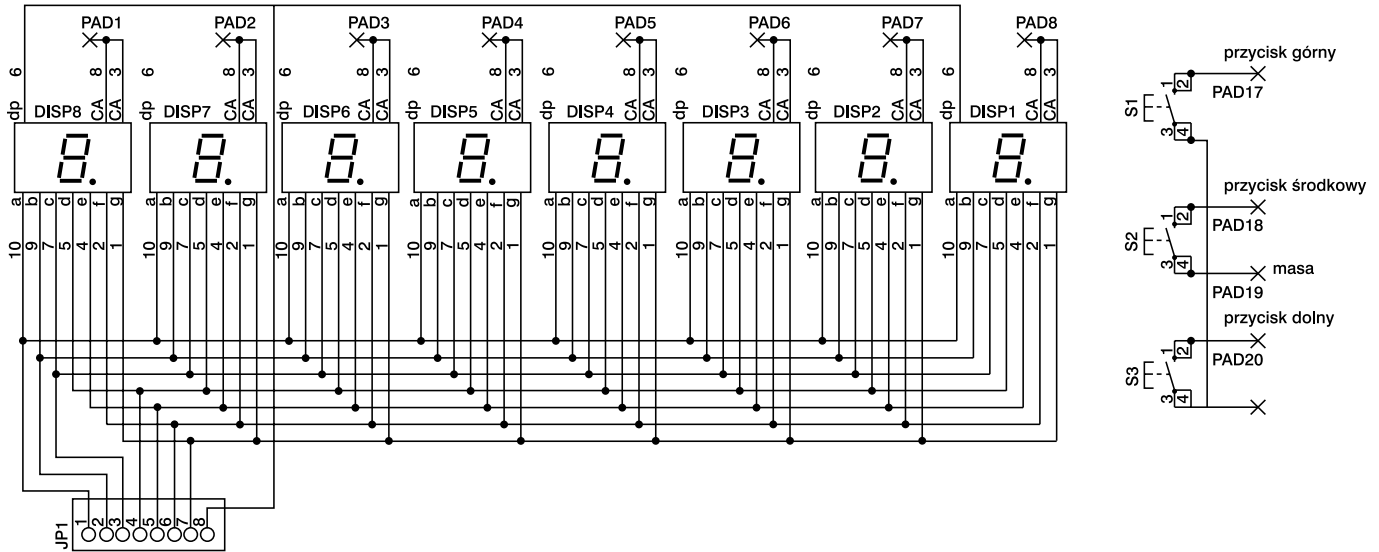 PAD1 PAD2 PAD3 PAD4 PAD5 PAD6 PAD7 PAD8
6 8 3 6 8 3 6 8 3 6 8 3 6 8 3 6 8 3 6 8 3 6 8 3
dp CA CA dp CA CA dp CA CA dp CA CA dp CA CA dp CA CA dp CA CA dp CA CA
DISP8 DISP7 DISP6 DISP5 DISP4 DISP3 DISP2 DISP1
8. 8. 8. 8. 8. 8. 8. 8.
a b c d e f g a b c d e f g a b c d e f g a b c d e f g a b c d e f g a b c d e f g a b c d e f g a b c d e f g
10 9 7 5 4 2 1 10 9 7 5 4 2 1 10 9 7 5 4 2 1 10 9 7 5 4 2 1 10 9 7 5 4 2 1 10 9 7 5 4 2 1 10 9 7 5 4 2 1 10 9 7 5 4 2 1
JP1
1 2 3 4 5 6 7 8
przycisk górny
S1 1 2 3 4
PAD17
przycisk środkowy
S2 1 2 3 4
PAD18
masa
PAD19
przycisk dolny
S3 1 2 3 4
PAD20